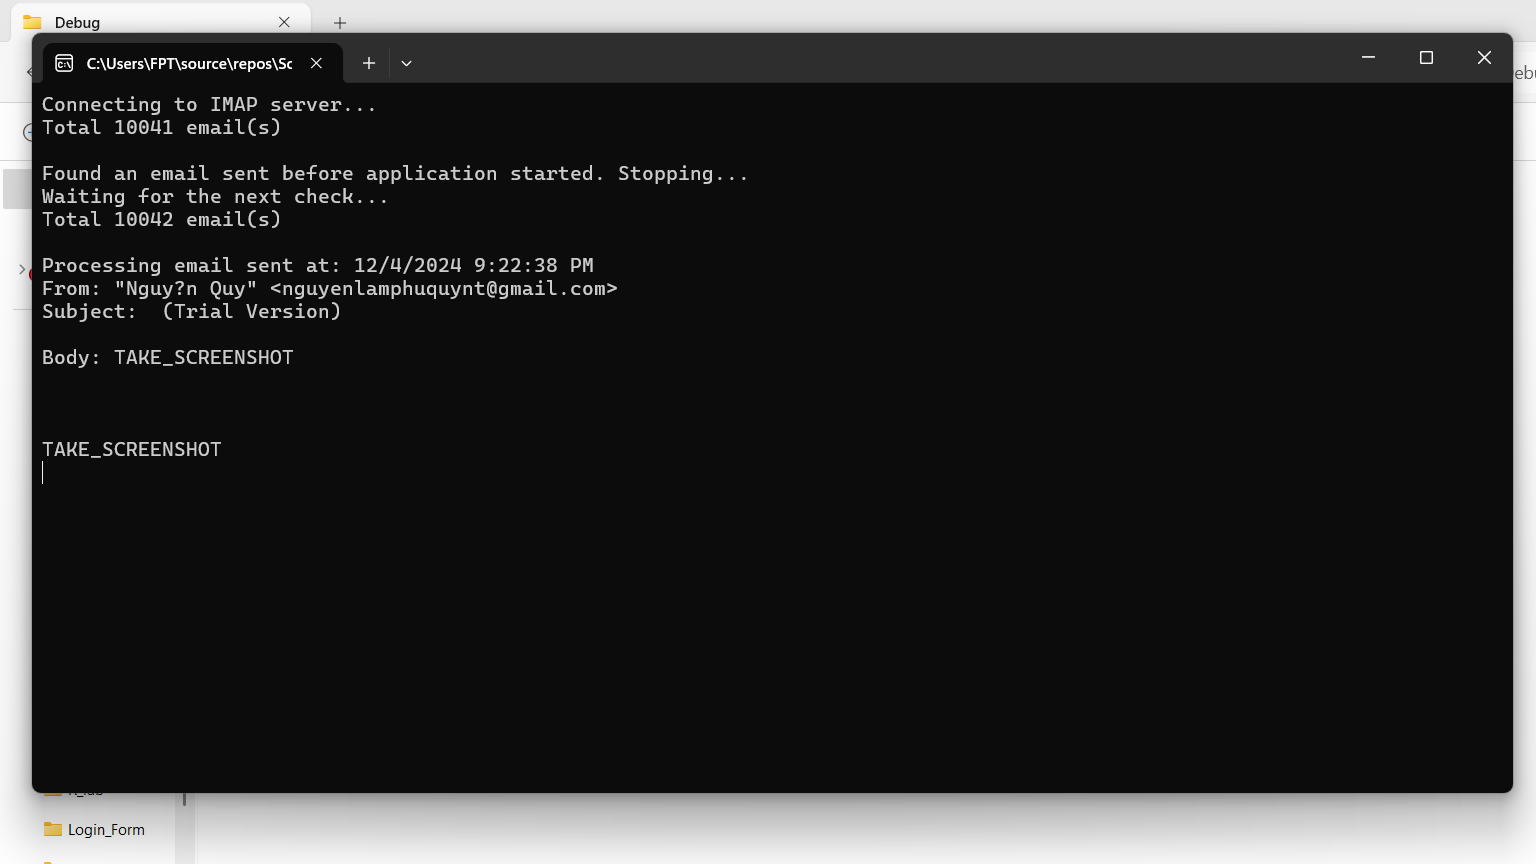 Debug
C:\Users\FPT\source\repos\Sc
Connecting to IMAP server...
Total 10041 email(s)
Found an email sent before application started. Stopping...
Waiting for the next check...
Total 10042 email(s)
Processing email sent at: 12/4/2024 9:22:38 PM
From: "Nguy?n Quy" <nguyenlamphuquynt@gmail.com>
Subject:  (Trial Version)
Body: TAKE_SCREENSHOT
TAKE_SCREENSHOT
Login_Form